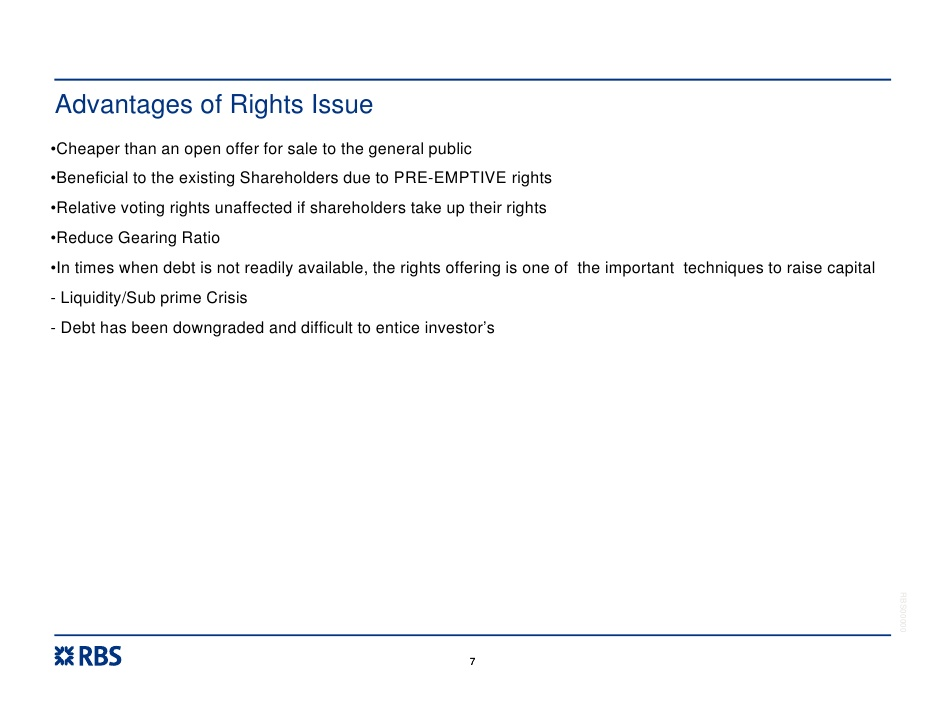 Advantages of Rights Issue
•Cheaper than an open offer for sale to the general public
•Beneficial to the existing Shareholders due to PRE-EMPTIVE rights
•Relative voting rights unaffected if shareholders take up their rights
•Reduce Gearing Ratio
•In times when debt is not readily available, the rights offering is one of  the important  techniques to raise capital
- Liquidity/Sub prime Crisis
- Debt has been downgraded and difficult to entice investor’s
RBS
7